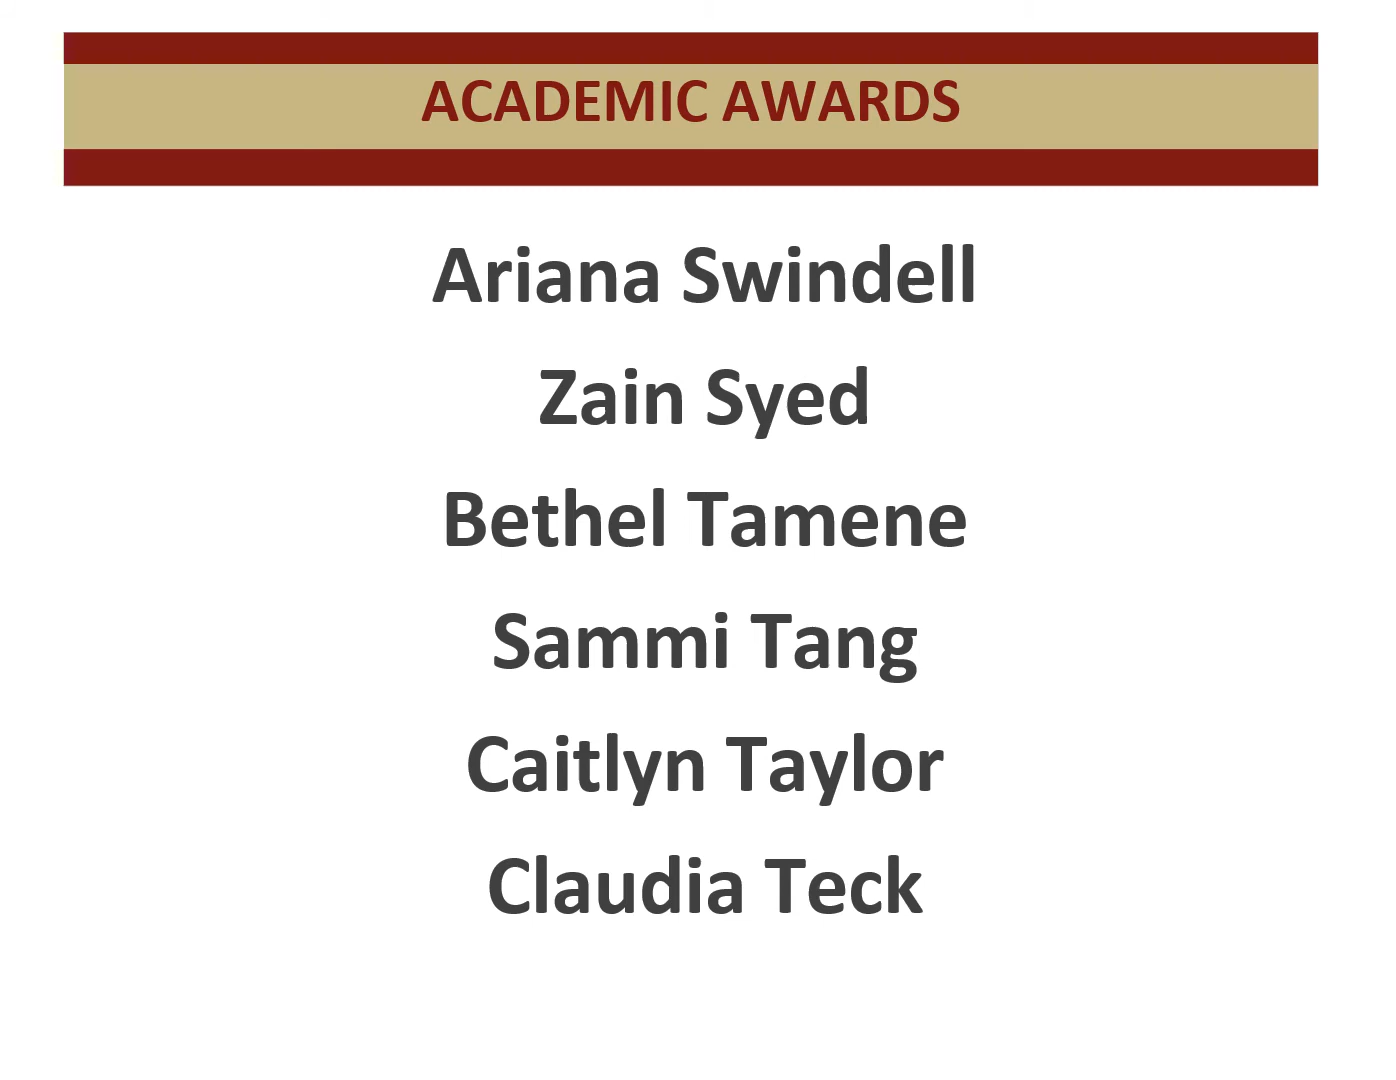 ACADEMIC AWARDS
Ariana Swindell
Zain Syed
Bethel Tamene
Sammi Tang
Caitlyn Taylor
Claudia Teck